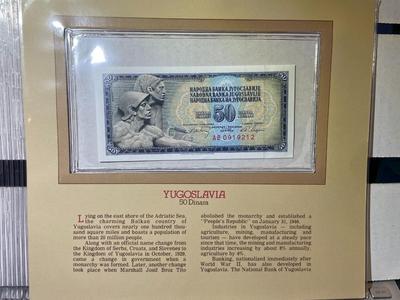 НАРОДНА БАНКА ЈУГОСЛАВИЈЕ
NARODNA BANKA JUGOSLAVIJE
НАРОДНА БАНКА НА ЈУГОСЛАВИЈА
50
AB 0919212
50
YUGOSLAVIA
50 Dinara
Lying on the east shore of the Adriatic Sea,
the charming Balkan country of
Yugoslavia covers nearly one hundred thou-
sand square miles and boasts a population of
more than 20 million people.
Along with an official name change from
the Kingdom of Serbs, Croats, and Slovenes to
the Kingdom of Yugoslavia in October, 1929,
came a change in government when a
monarchy was formed. Later, another change
took place when Marshall Josif Broz Tito
abolished the monarchy and established a
"People's Republic" on January 31, 1946.
Industries in Yugoslavia — including
agriculture, mining, manufacturing and
tourism — have developed at a steady pace
since that time, the mining and manufacturing
industries increasing by about 8% annually,
agriculture by 4%.
Banking, nationalized immediately after
World War II, has also developed in
Yugoslavia. The National Bank of Yugoslavia